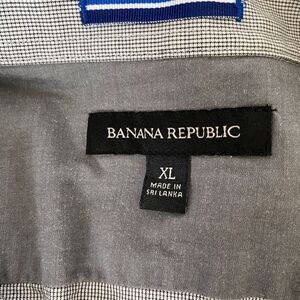 BANANA REPUBLIC
XL
MADE IN
SRI LANKA